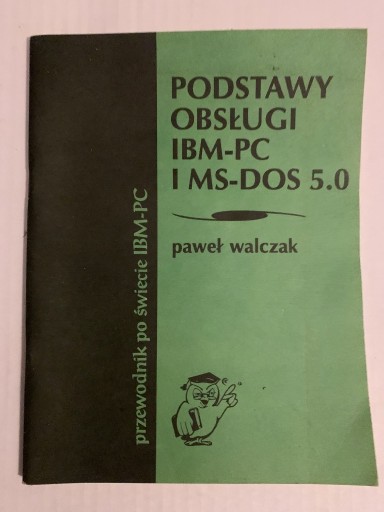 PODSTAWY
OBSŁUGI
IBM-PC
I MS-DOS 5.0
paweł walczak
przewodnik po świecie IBM-PC